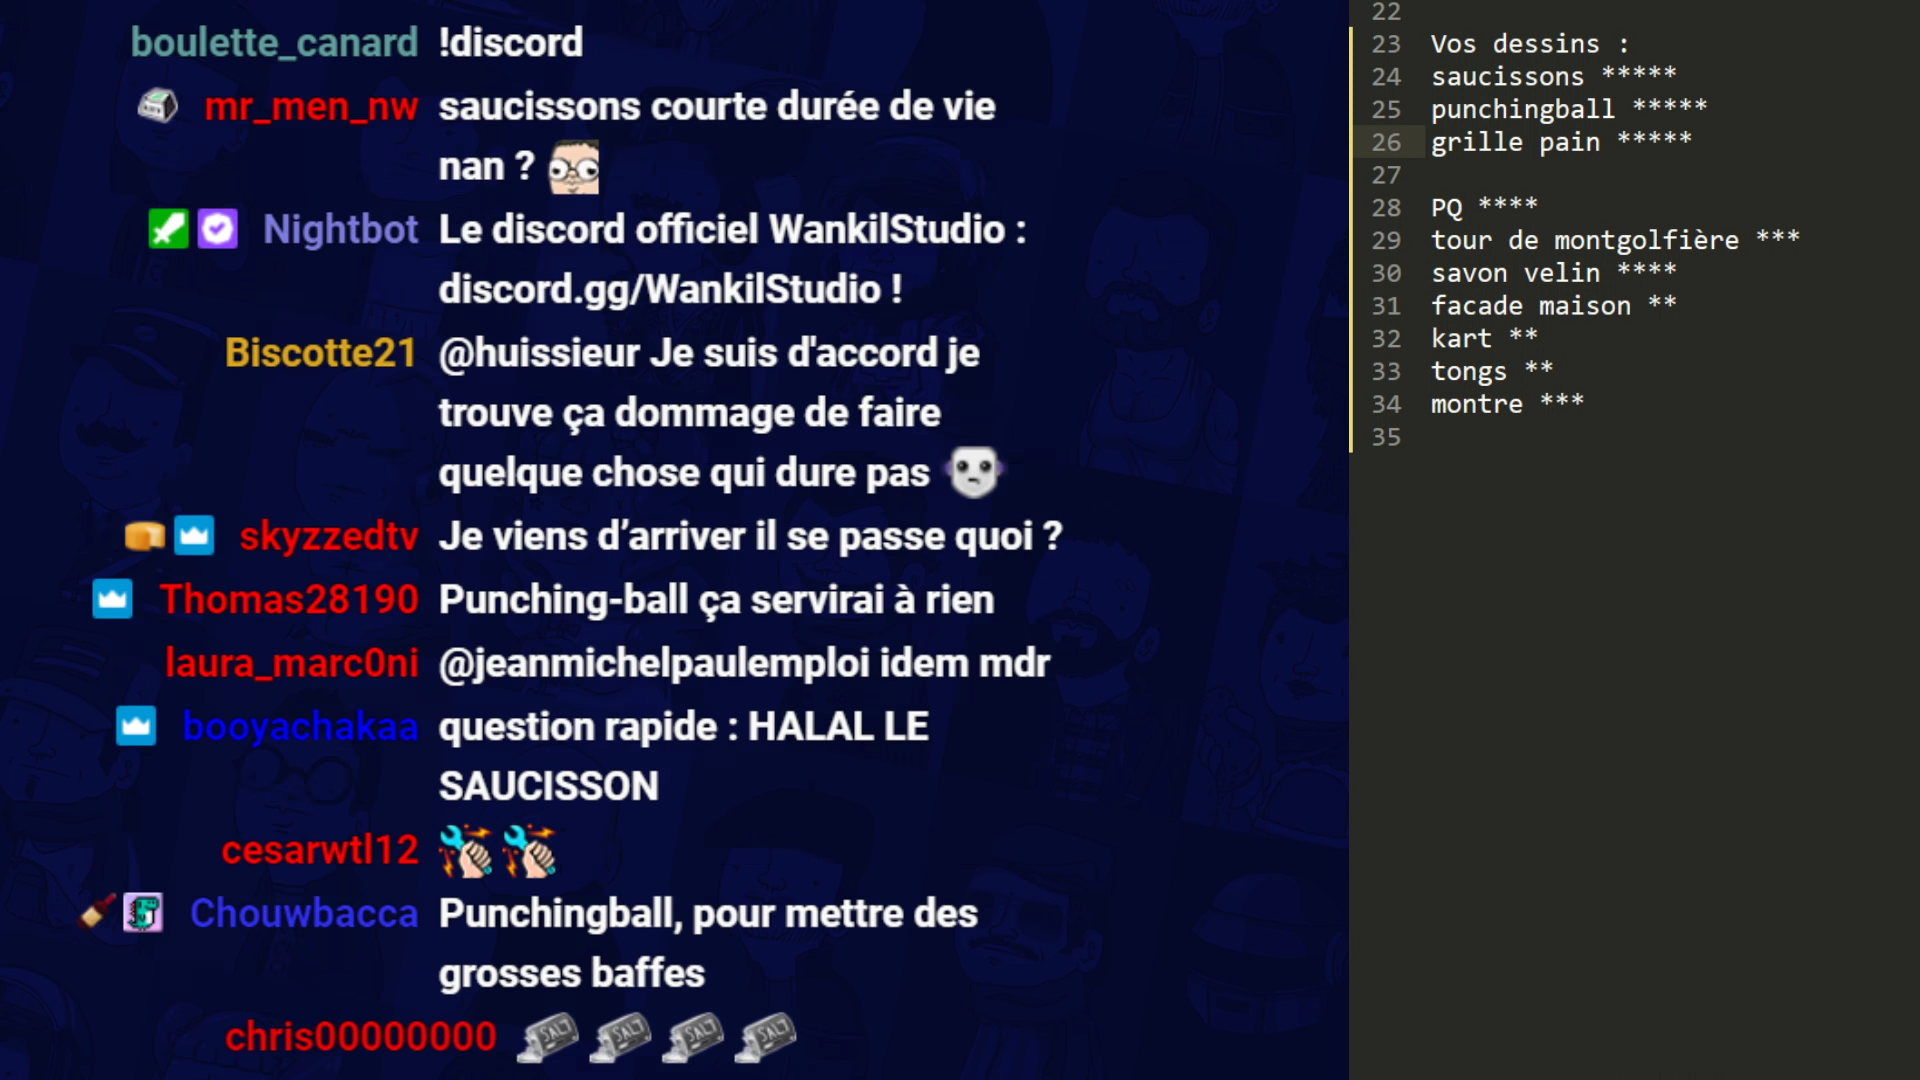 boulette_canard !discord
mr_men_nw saucissons courte durée de vie
nan ?
Nightbot Le discord officiel WankilStudio :
discord.gg/WankilStudio !
Biscotte21 @huissieur Je suis d'accord je
trouve ça dommage de faire
quelque chose qui dure pas
skyzzedtv Je viens d’arriver il se passe quoi ?
Thomas28190 Punching-ball ça servirai à rien
laura_marc0ni @jeanmichelpaulemploi idem mdr
booyachakaa question rapide : HALAL LE
SAUCISSON
cesarwtl12
Chouwbacca Punchingball, pour mettre des
grosses baffes
chris00000000 SALT SALT SALT SALT
22
23 Vos dessins :
24 saucissons *****
25 punchingball *****
26 grille pain *****
27
28 PQ ****
29 tour de montgolfière ***
30 savon velin ****
31 facade maison **
32 kart **
33 tongs **
34 montre ***
35